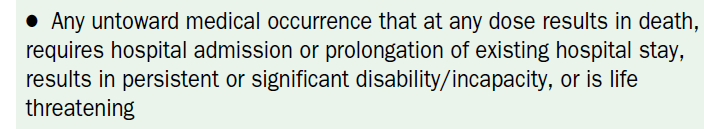 ● Any untoward medical occurrence that at any dose results in death,
requires hospital admission or prolongation of existing hospital stay,
results in persistent or significant disability/incapacity, or is life
threatening